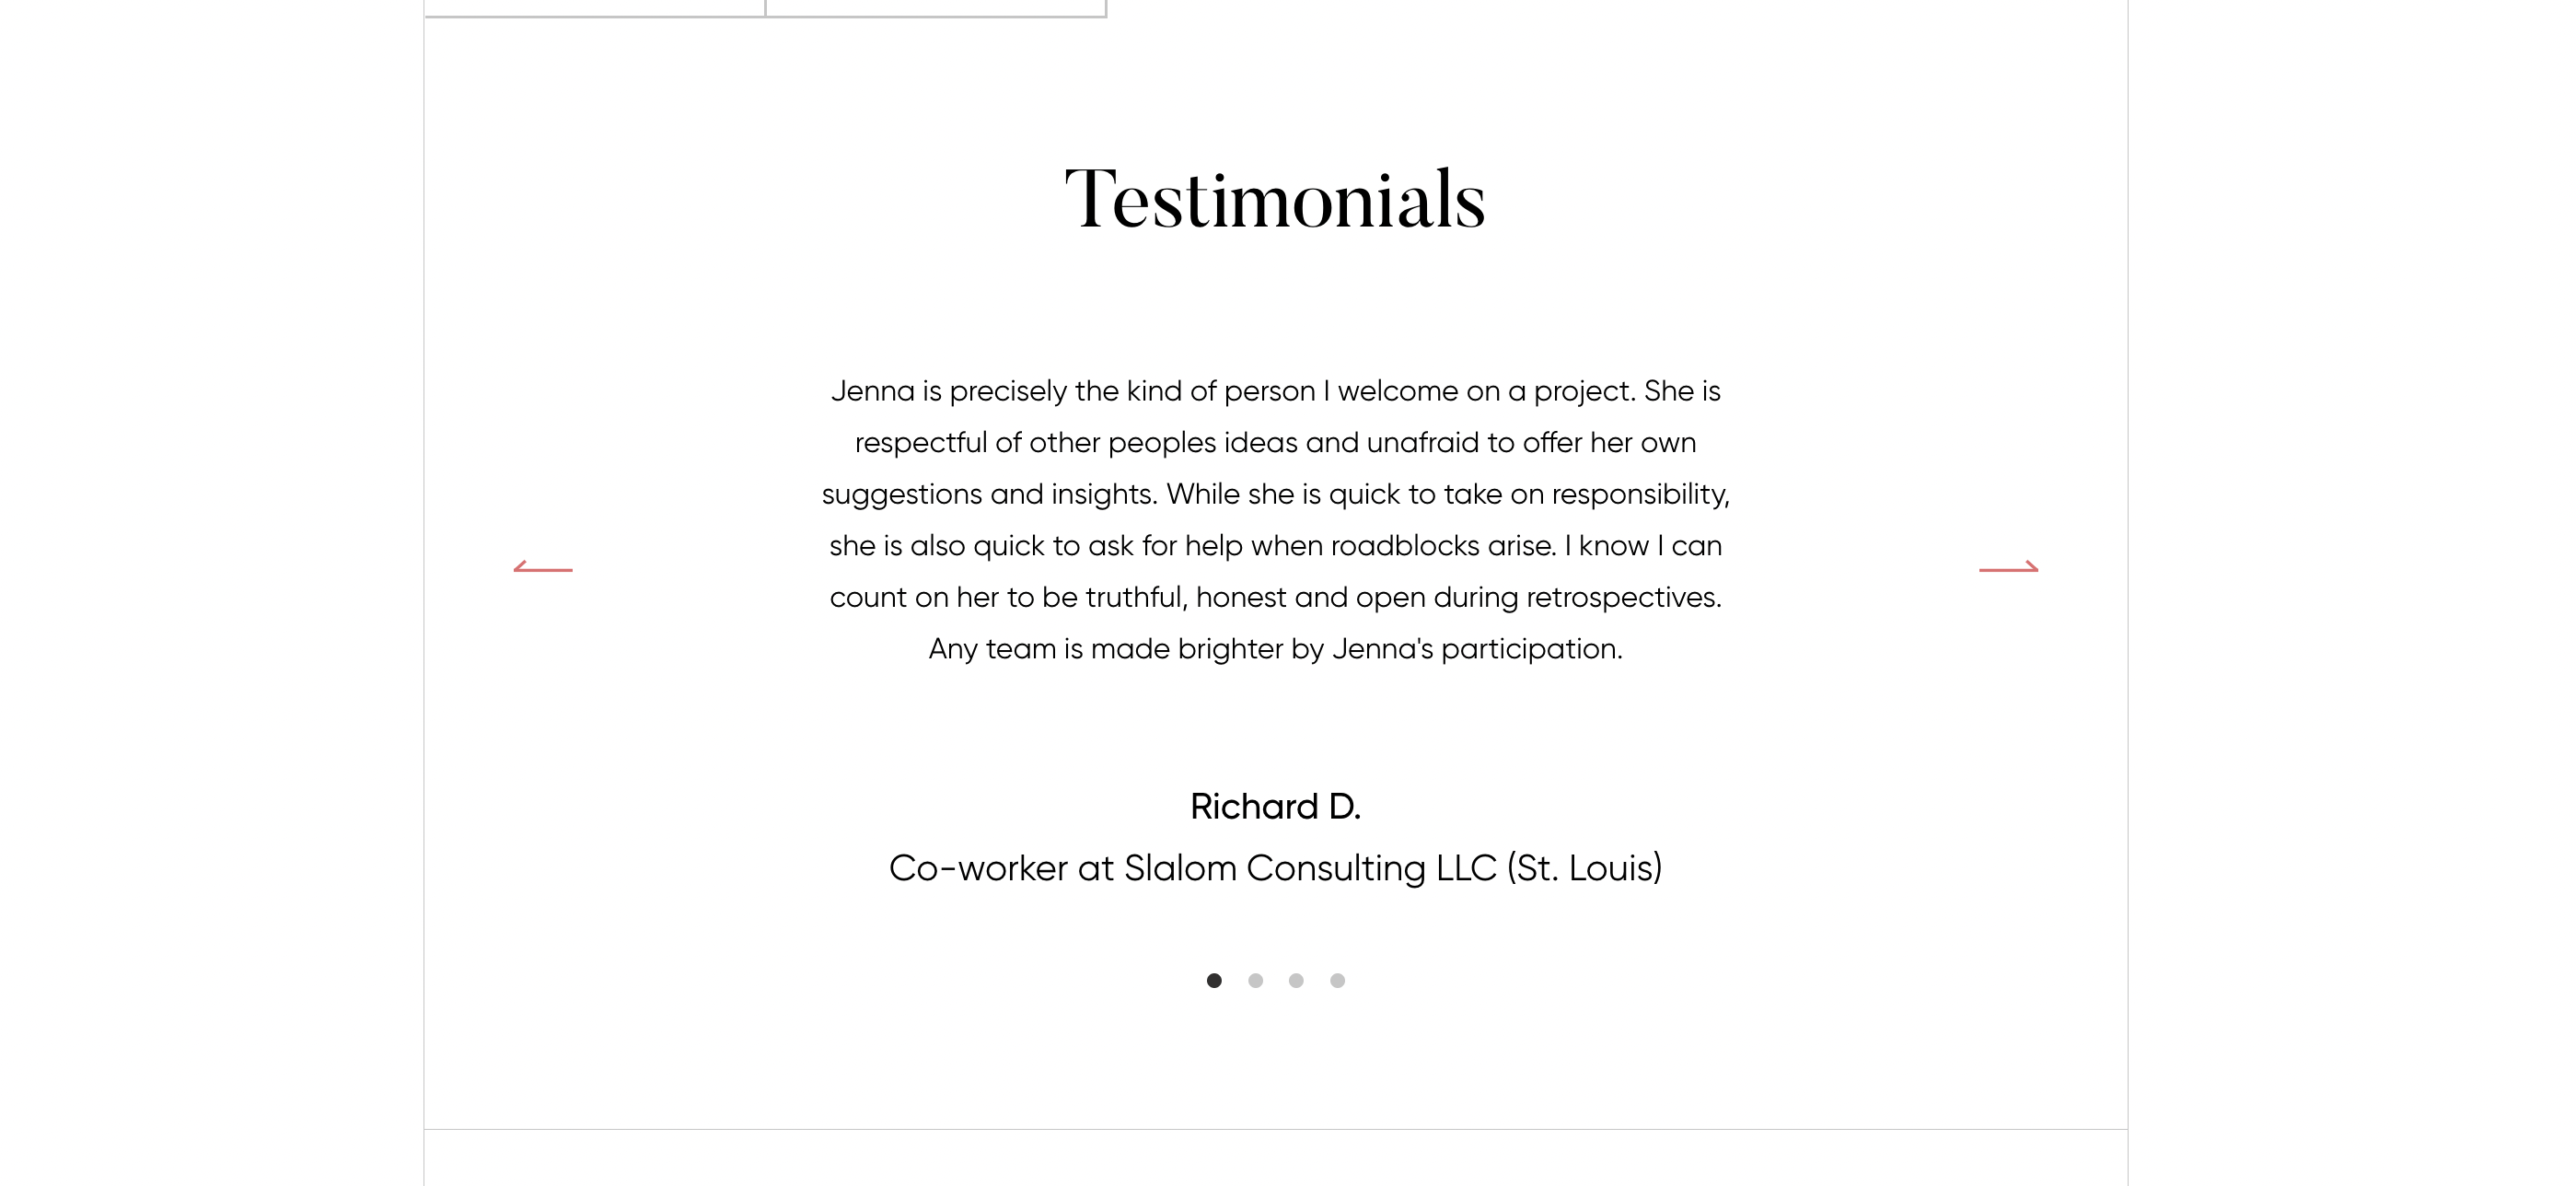 Testimonials
Jenna is precisely the kind of person I welcome on a project. She is
respectful of other peoples ideas and unafraid to offer her own
suggestions and insights. While she is quick to take on responsibility,
she is also quick to ask for help when roadblocks arise. I know I can
count on her to be truthful, honest and open during retrospectives.
Any team is made brighter by Jenna's participation.
Richard D.
Co-worker at Slalom Consulting LLC (St. Louis)